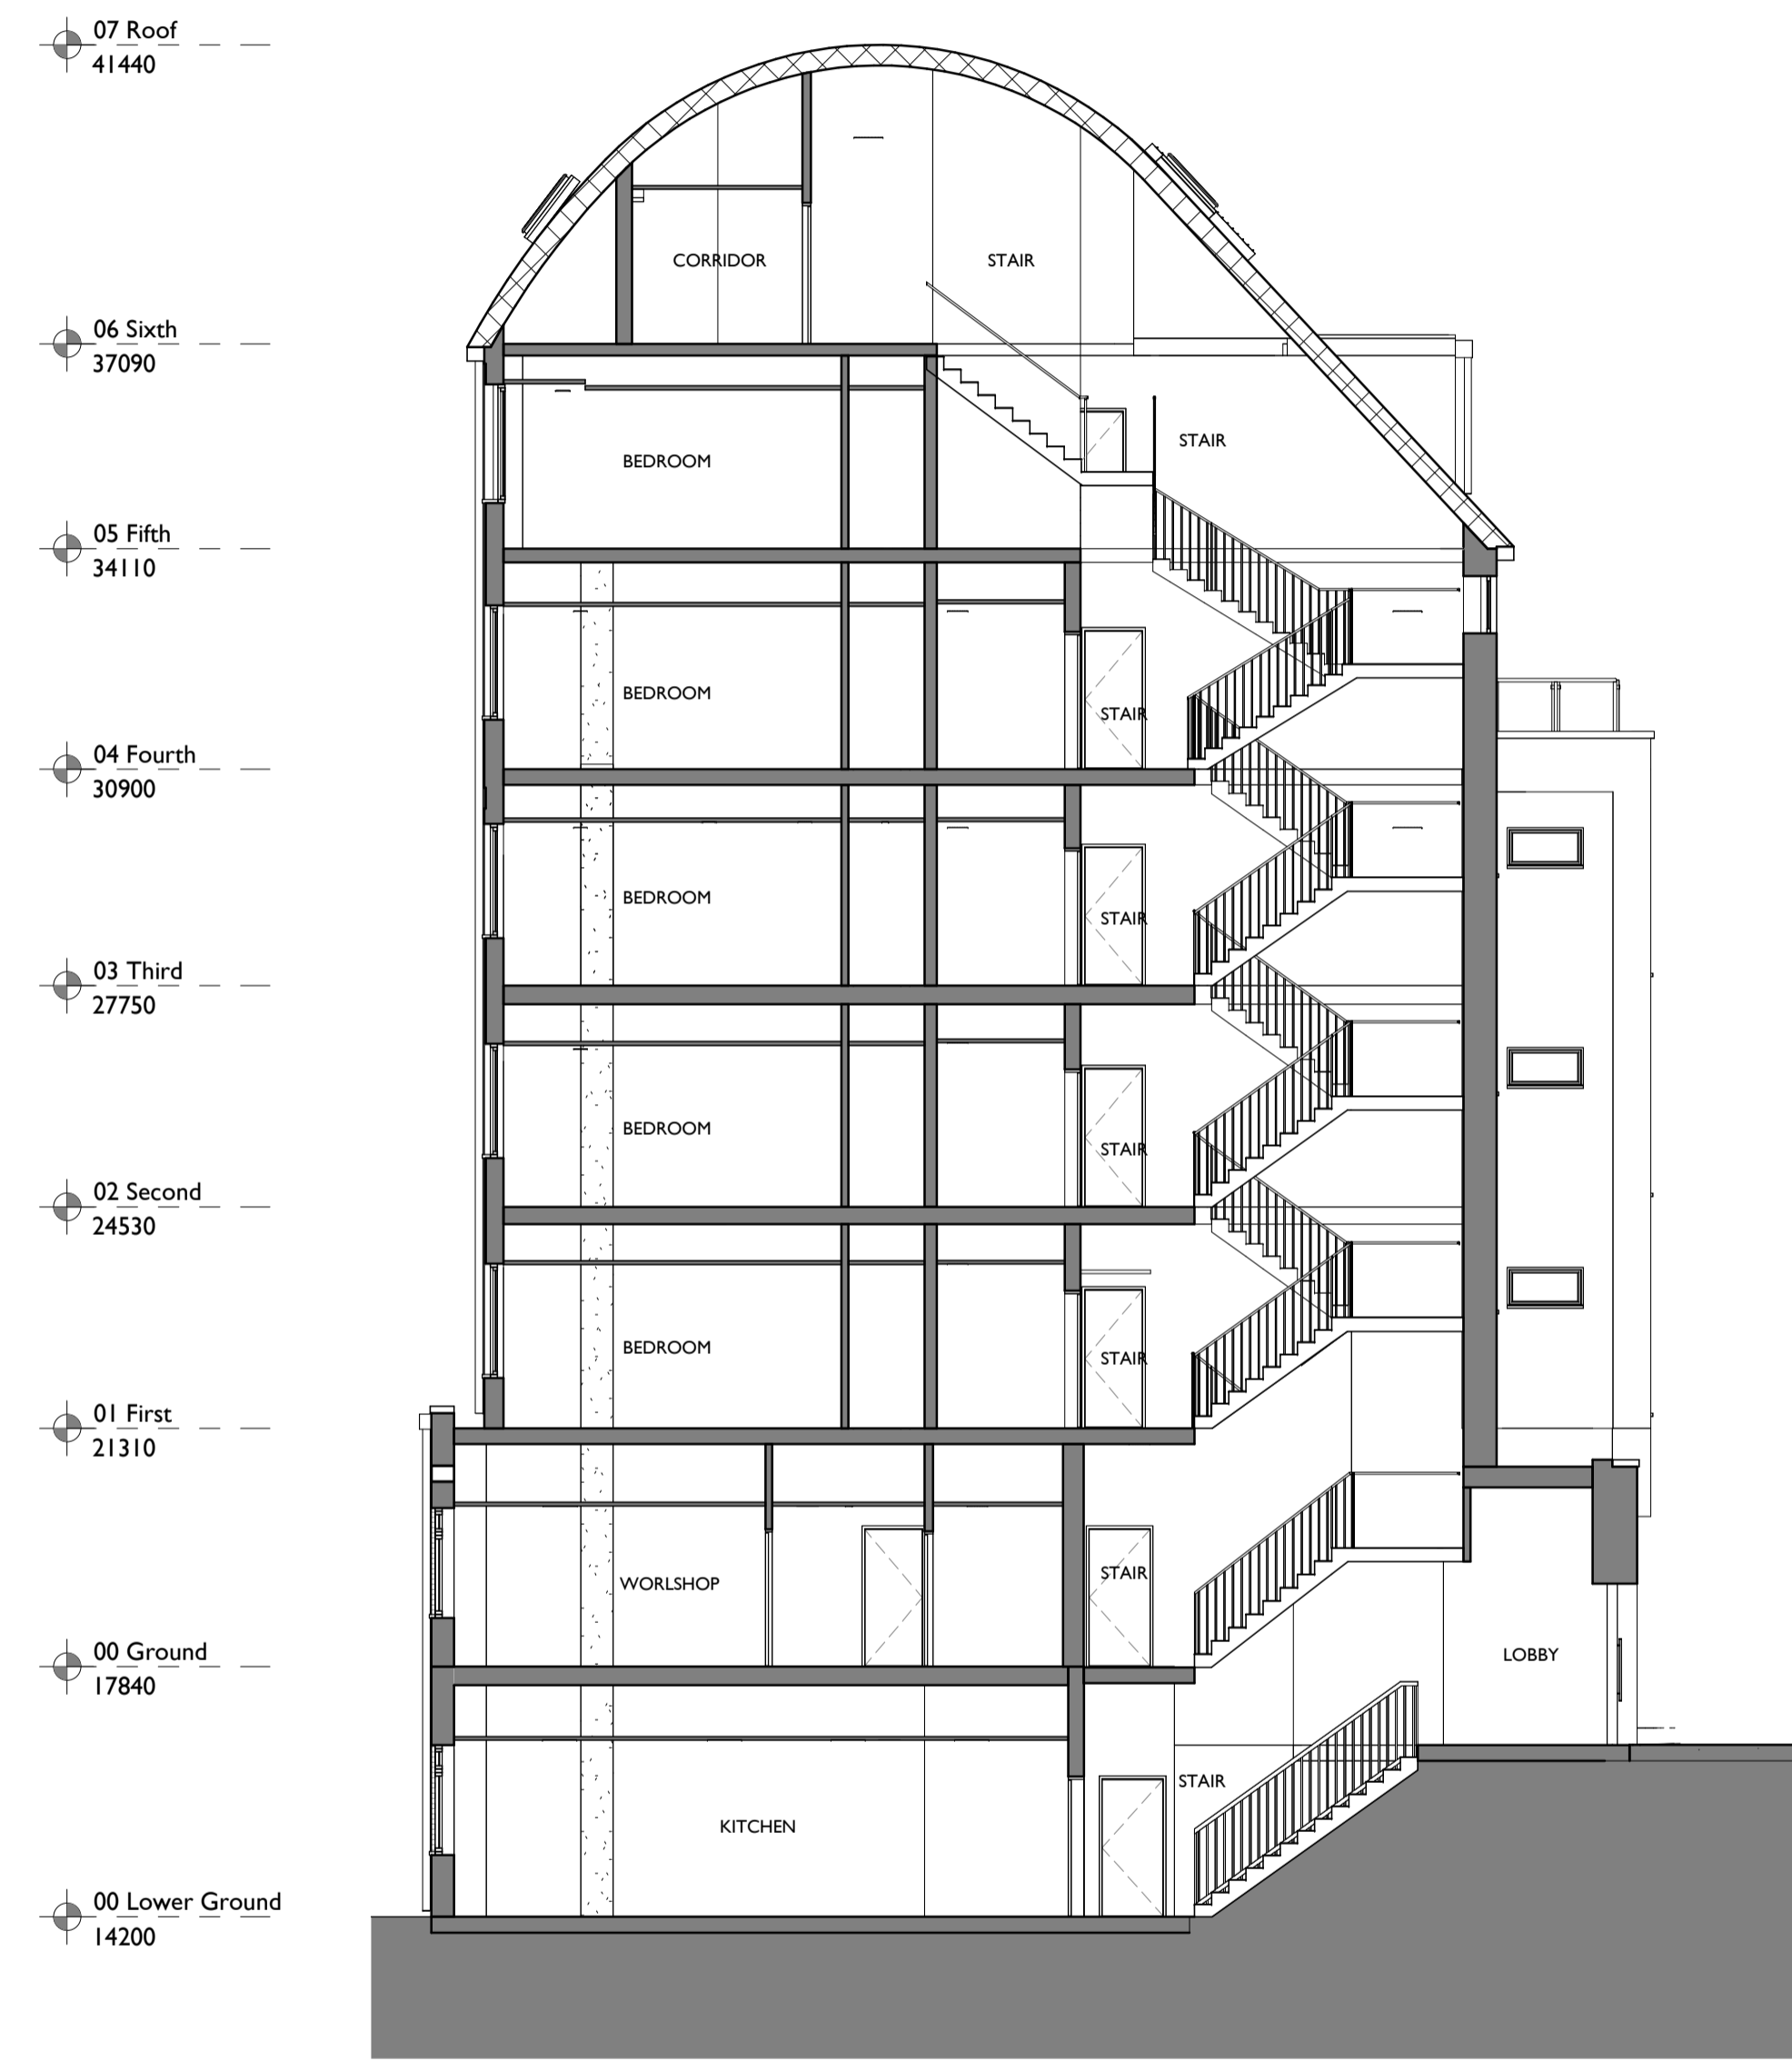 07 Roof
41440
CORRIDOR
STAIR
06 Sixth
37090
STAIR
BEDROOM
05 Fifth
34110
BEDROOM
STAIR
04 Fourth
30900
BEDROOM
STAIR
03 Third
27750
BEDROOM
STAIR
02 Second
24530
BEDROOM
STAIR
01 First
21310
STAIR
WORLSHOP
00 Ground
17840
LOBBY
STAIR
KITCHEN
00 Lower Ground
14200